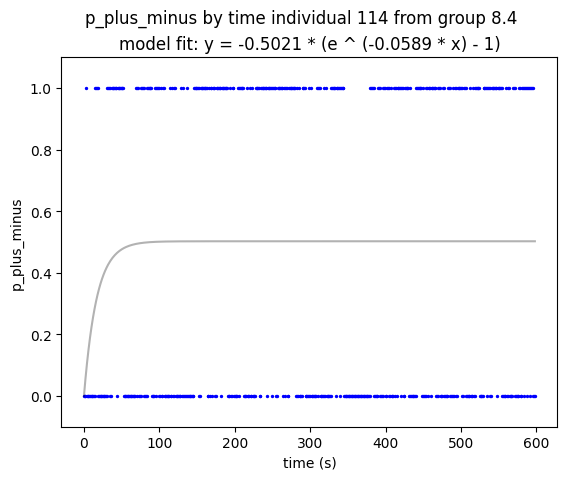 p_plus_minus by time individual 114 from group 8.4
model fit: y = -0.5021 * (e ^ (-0.0589 * x) - 1)
1.0
0.8
0.6
0.4
0.2
0.0
p_plus_minus
0 100 200 300 400 500 600
time (s)